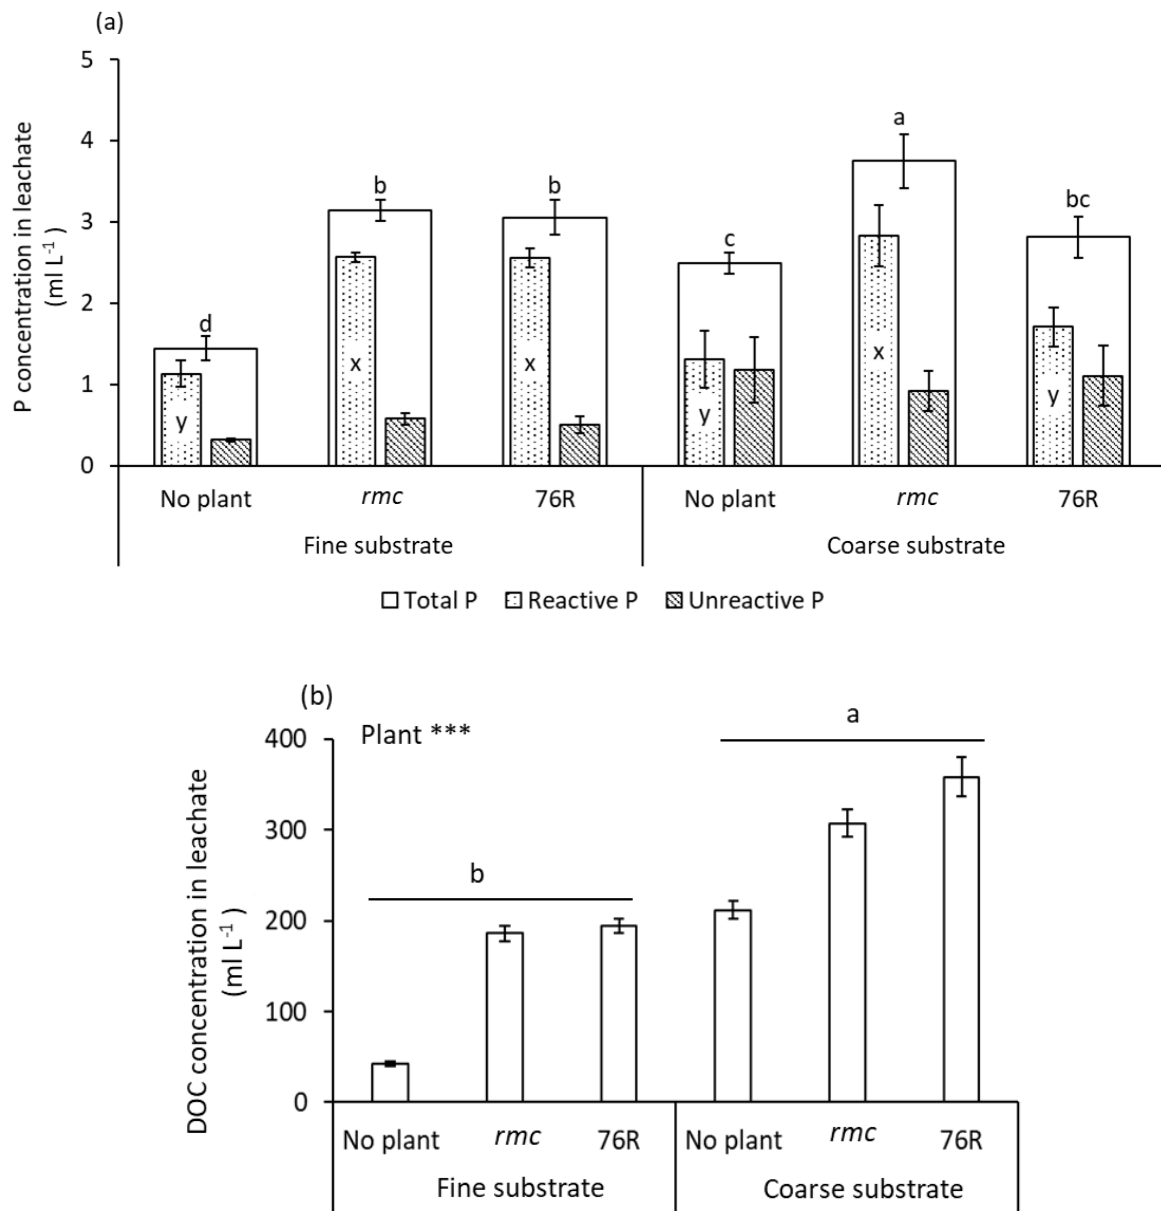 (a)
P concentration in leachate
(ml L⁻¹)
5
4
3
2
1
0
d
b
b
c
a
bc
y
x
x
y
x
y
No plant
rmc
76R
No plant
rmc
76R
Fine substrate
Coarse substrate
Total P
Reactive P
Unreactive P
(b)
Plant ***
DOC concentration in leachate
(ml L⁻¹)
400
300
200
100
0
b
a
No plant
rmc
76R
No plant
rmc
76R
Fine substrate
Coarse substrate